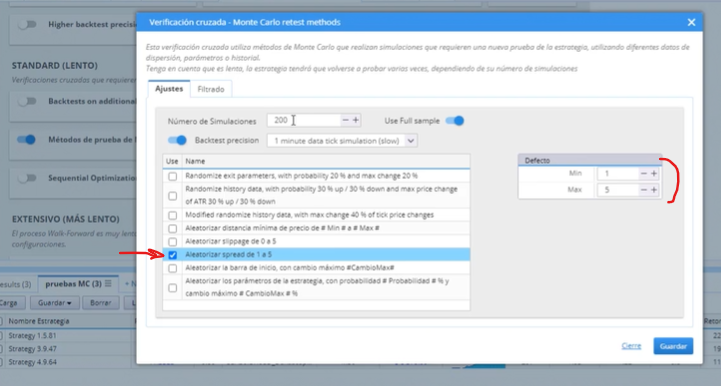 Higher backtest precisi
STANDARD (LENTO)
Verificaciones cruzadas que requieren
Backtests on additional
Métodos de prueba de
Sequential Optimizatio
EXTENSIVO (MÁS LENTO)
El proceso Walk-Forward es muy lent
configuraciones.
Verificación cruzada - Monte Carlo retest methods
Esta verificación cruzada utiliza métodos de Monte Carlo que realizan simulaciones que requieren una nueva prueba de la estrategia, utilizando diferentes datos de
dispersión, parámetros o historial.
Tenga en cuenta que es lento, la estrategia tendrá que volverse a probar varias veces, dependiendo de su número de simulaciones
Ajustes Filtrado
Número de Simulaciones 200 Use Full sample
Backtest precision 1 minute data tick simulation (slow)
Use Name
Randomize exit parameters, with probability 20 % and max change 20 %
Randomize history data, with probability 30 % up / 30 % down and max price change
of ATR 30 % up / 30 % down
Modified randomize history data, with max change 40 % of tick price changes
Aleatorizar distancia mínima de precio de # Min # a # Max #
Aleatorizar slippage de 0 a 5
Aleatorizar spread de 1 a 5
Aleatorizar la barra de inicio, con cambio máximo #CambioMax#
Aleatorizar los parámetros de la estrategia, con probabilidad # Probabilidad # % y
cambio máximo # CambioMax # %
Defecto
Min 1
Max 5
Cierre Guardar
esults (3) pruebas MC (3)
Carga Guardar Borrar
Nombre Estrategia
Strategy 1.5.81
Strategy 3.9.47
Strategy 4.9.64
Retor
22
19
11